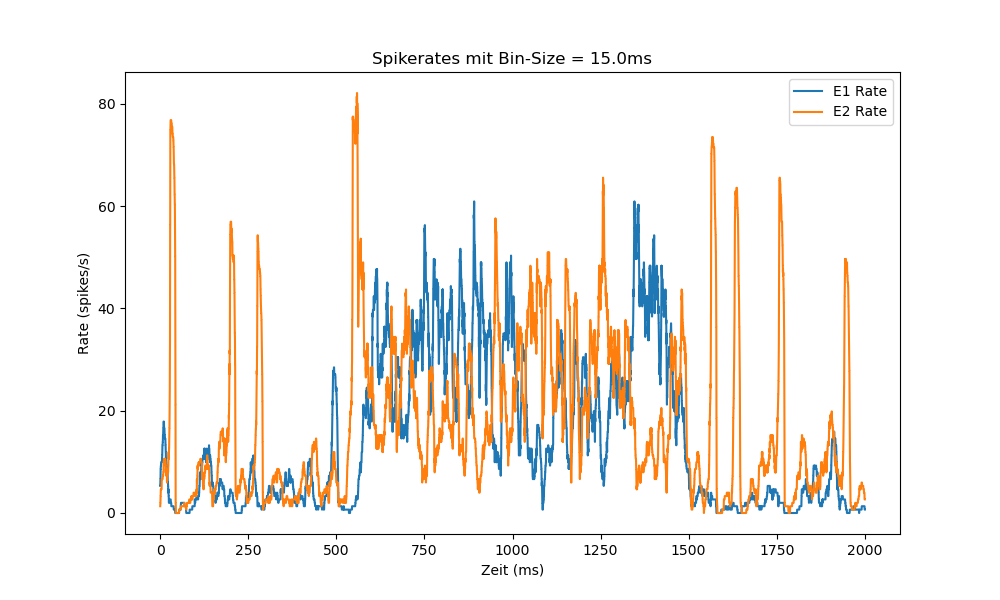 Spikerates mit Bin-Size = 15.0ms
E1 Rate
E2 Rate
Rate (spikes/s)
80
60
40
20
0
0 250 500 750 1000 1250 1500 1750 2000
Zeit (ms)